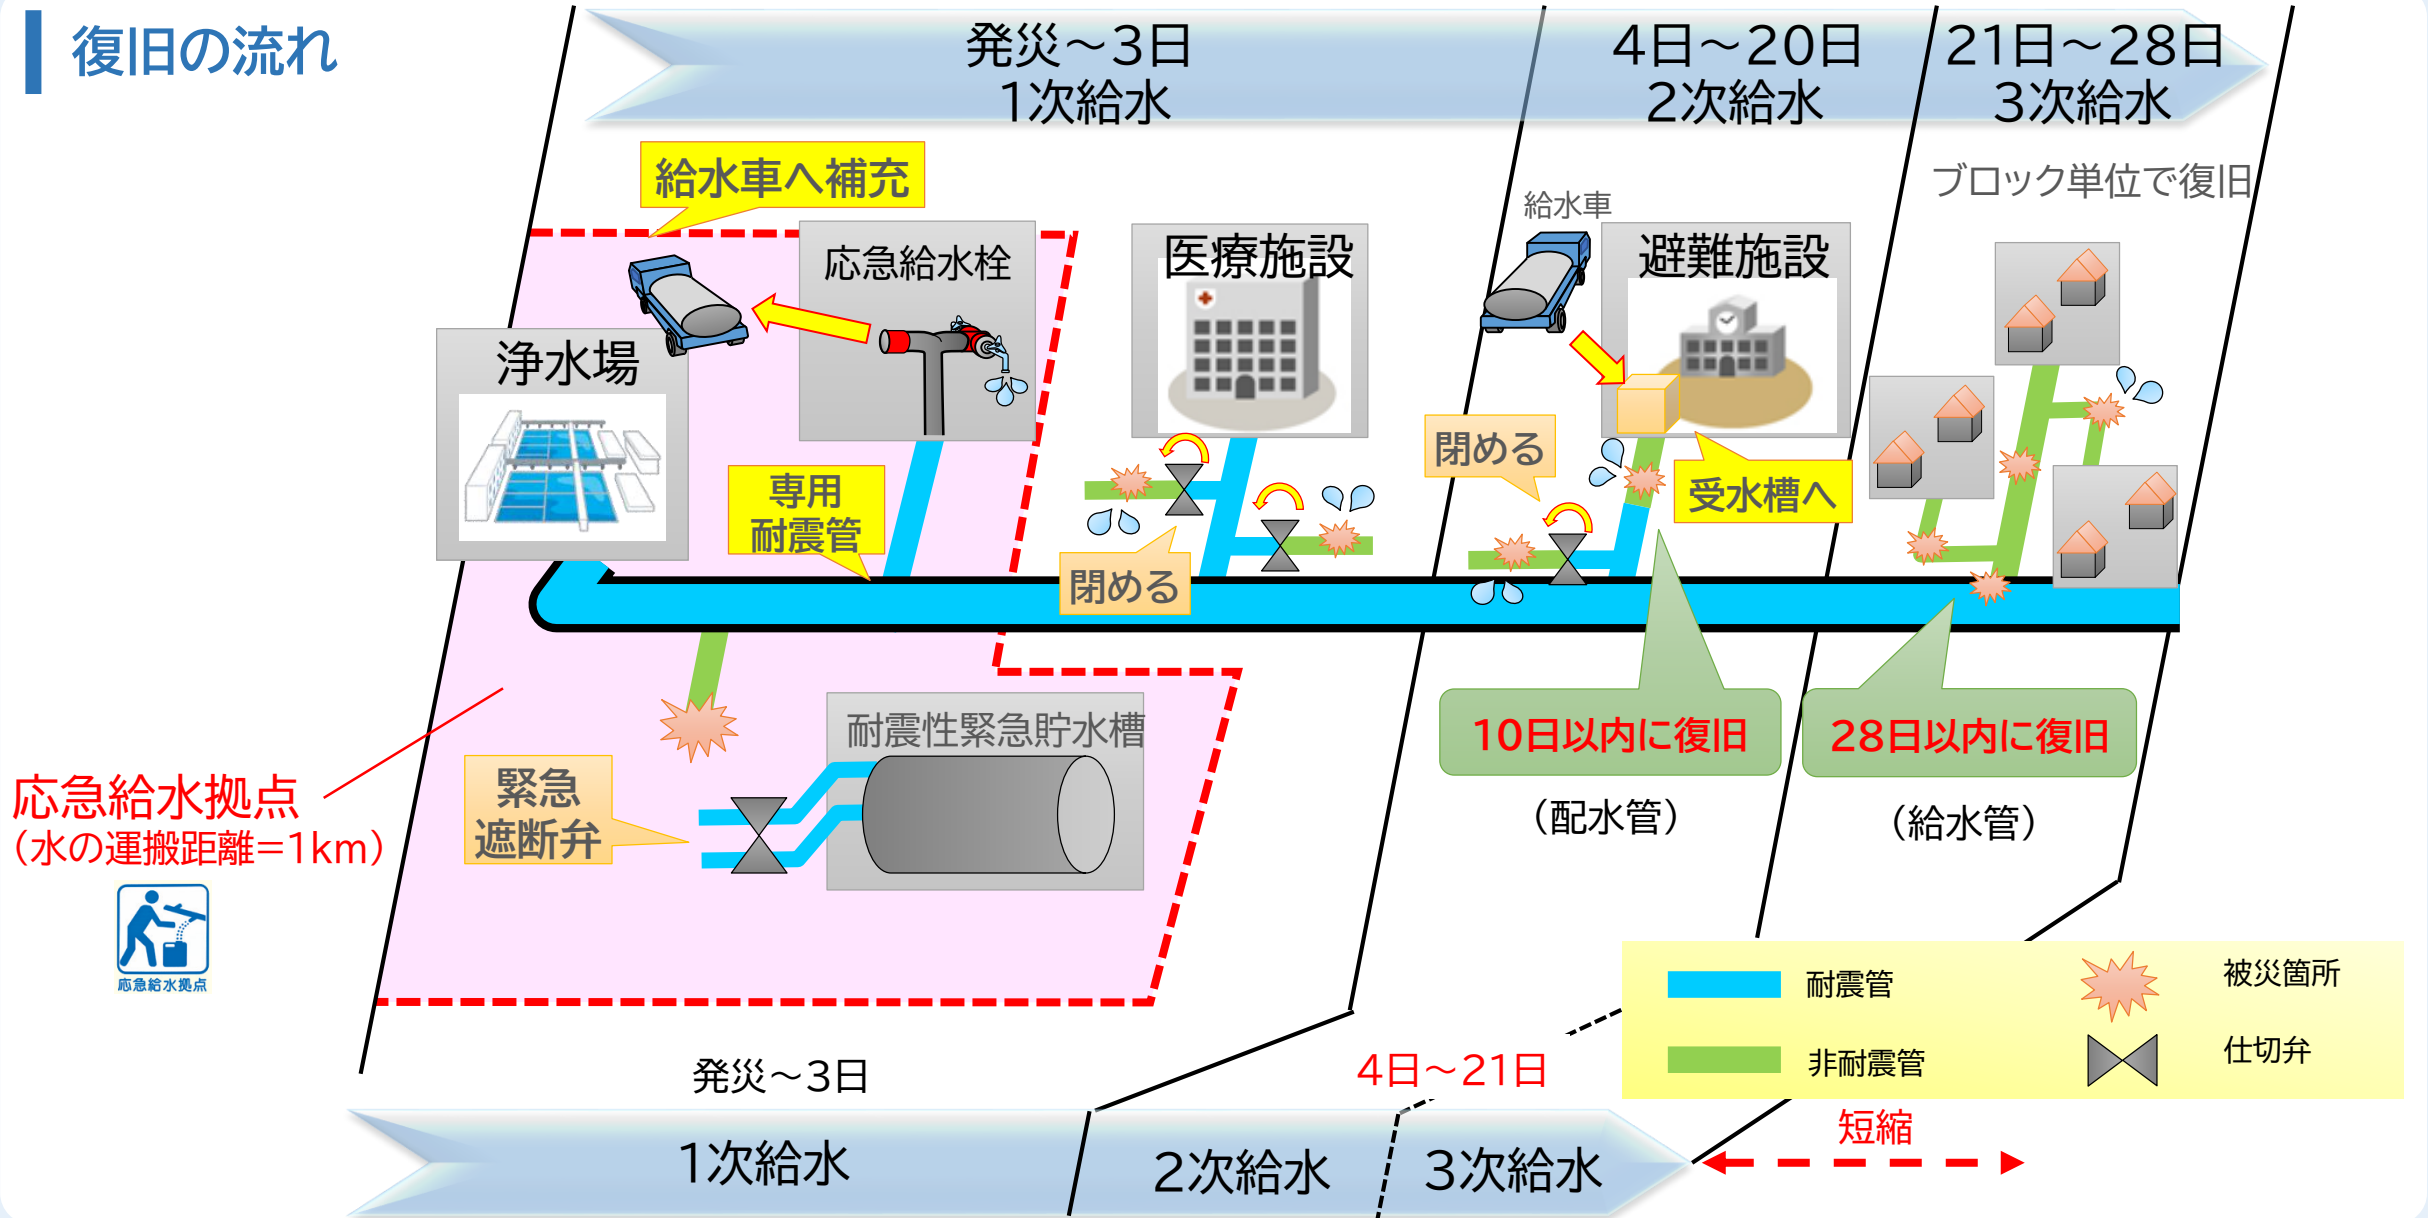 復旧の流れ
発災～3日
1次給水
4日～20日
2次給水
21日～28日
3次給水
給水車へ補充
ブロック単位で復旧
給水車
応急給水栓
医療施設
避難施設
浄水場
閉める
受水槽へ
専用
耐震管
閉める
10日以内に復旧
28日以内に復旧
（配水管）
（給水管）
耐震性緊急貯水槽
緊急
遮断弁
応急給水拠点
（水の運搬距離＝1km）
応急給水拠点
耐震管
被災箇所
非耐震管
仕切弁
発災～3日
4日～21日
短縮
1次給水
2次給水
3次給水